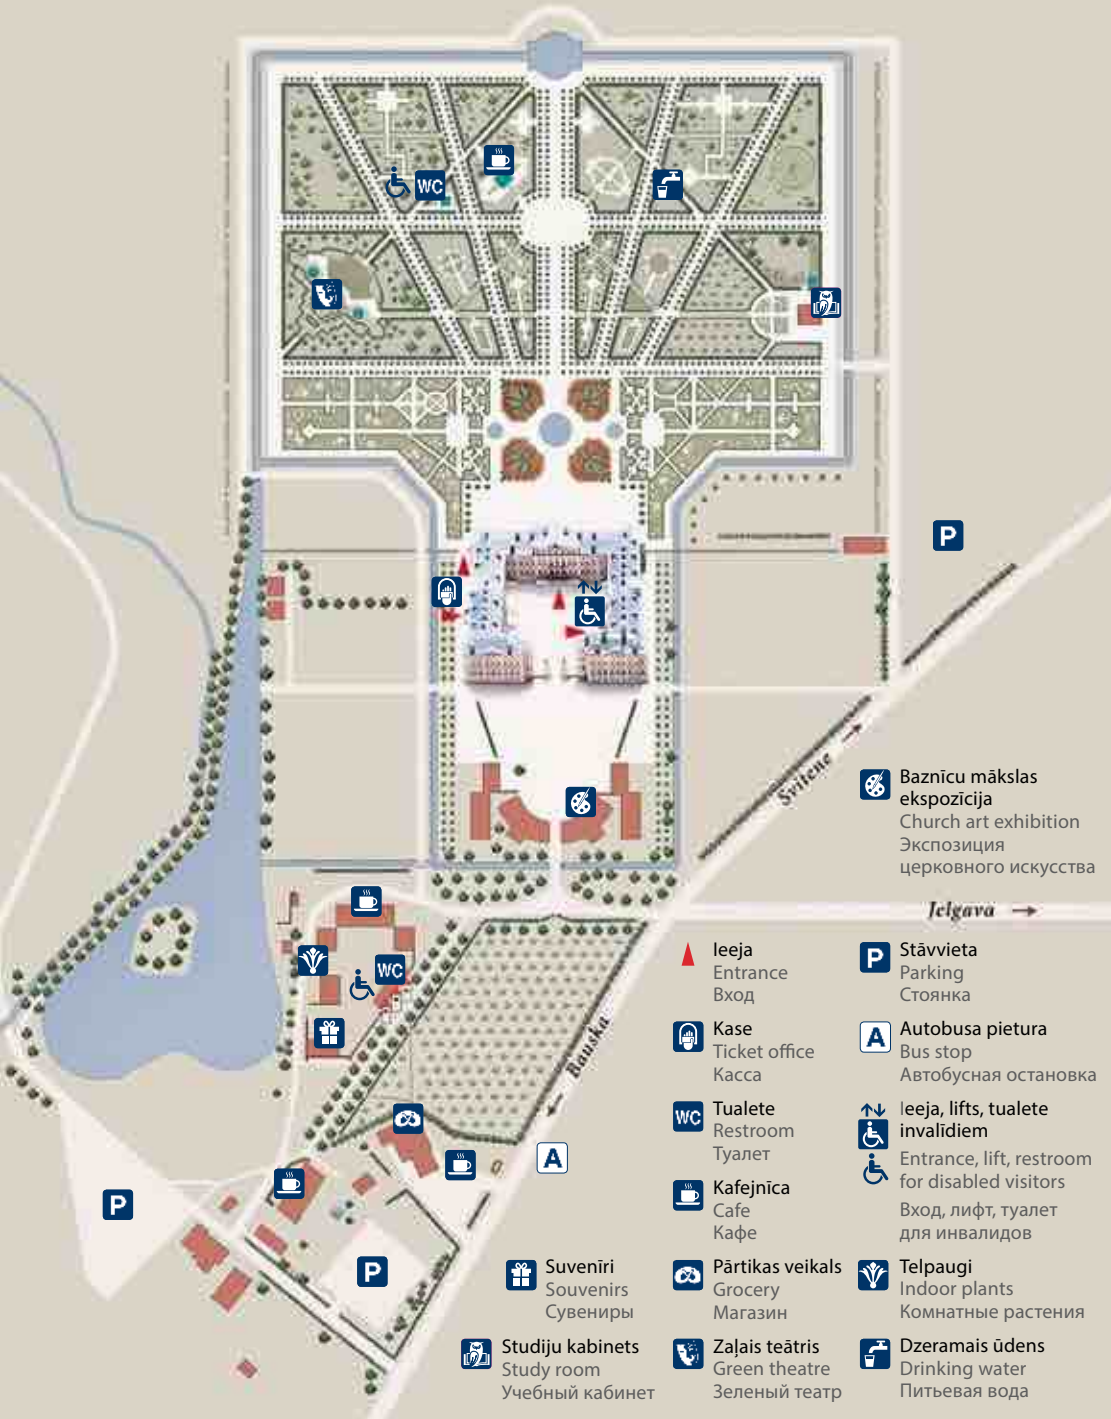 WC
P
Svitene
Baznīcu mākslas
ekspozīcija
Church art exhibition
Экспозиция
церковного искусства
Jelgava
WC
Bauska
A
P
P
Ieeja
Entrance
Вход
Kase
Ticket office
Касса
WC
Tualete
Restroom
Туалет
Kafejnīca
Cafe
Кафе
P
Stāvvieta
Parking
Стоянка
A
Autobusa pietura
Bus stop
Автобусная остановка
Ieeja, lifts, tualete
invalīdiem
Entrance, lift, restroom
for disabled visitors
Вход, лифт, туалет
для инвалидов
Suvenīri
Souvenirs
Сувениры
Pārtikas veikals
Grocery
Магазин
Telpaugi
Indoor plants
Комнатные растения
Studiju kabinets
Study room
Учебный кабинет
Zaļais teātris
Green theatre
Зеленый театр
Dzeramais ūdens
Drinking water
Питьевая вода